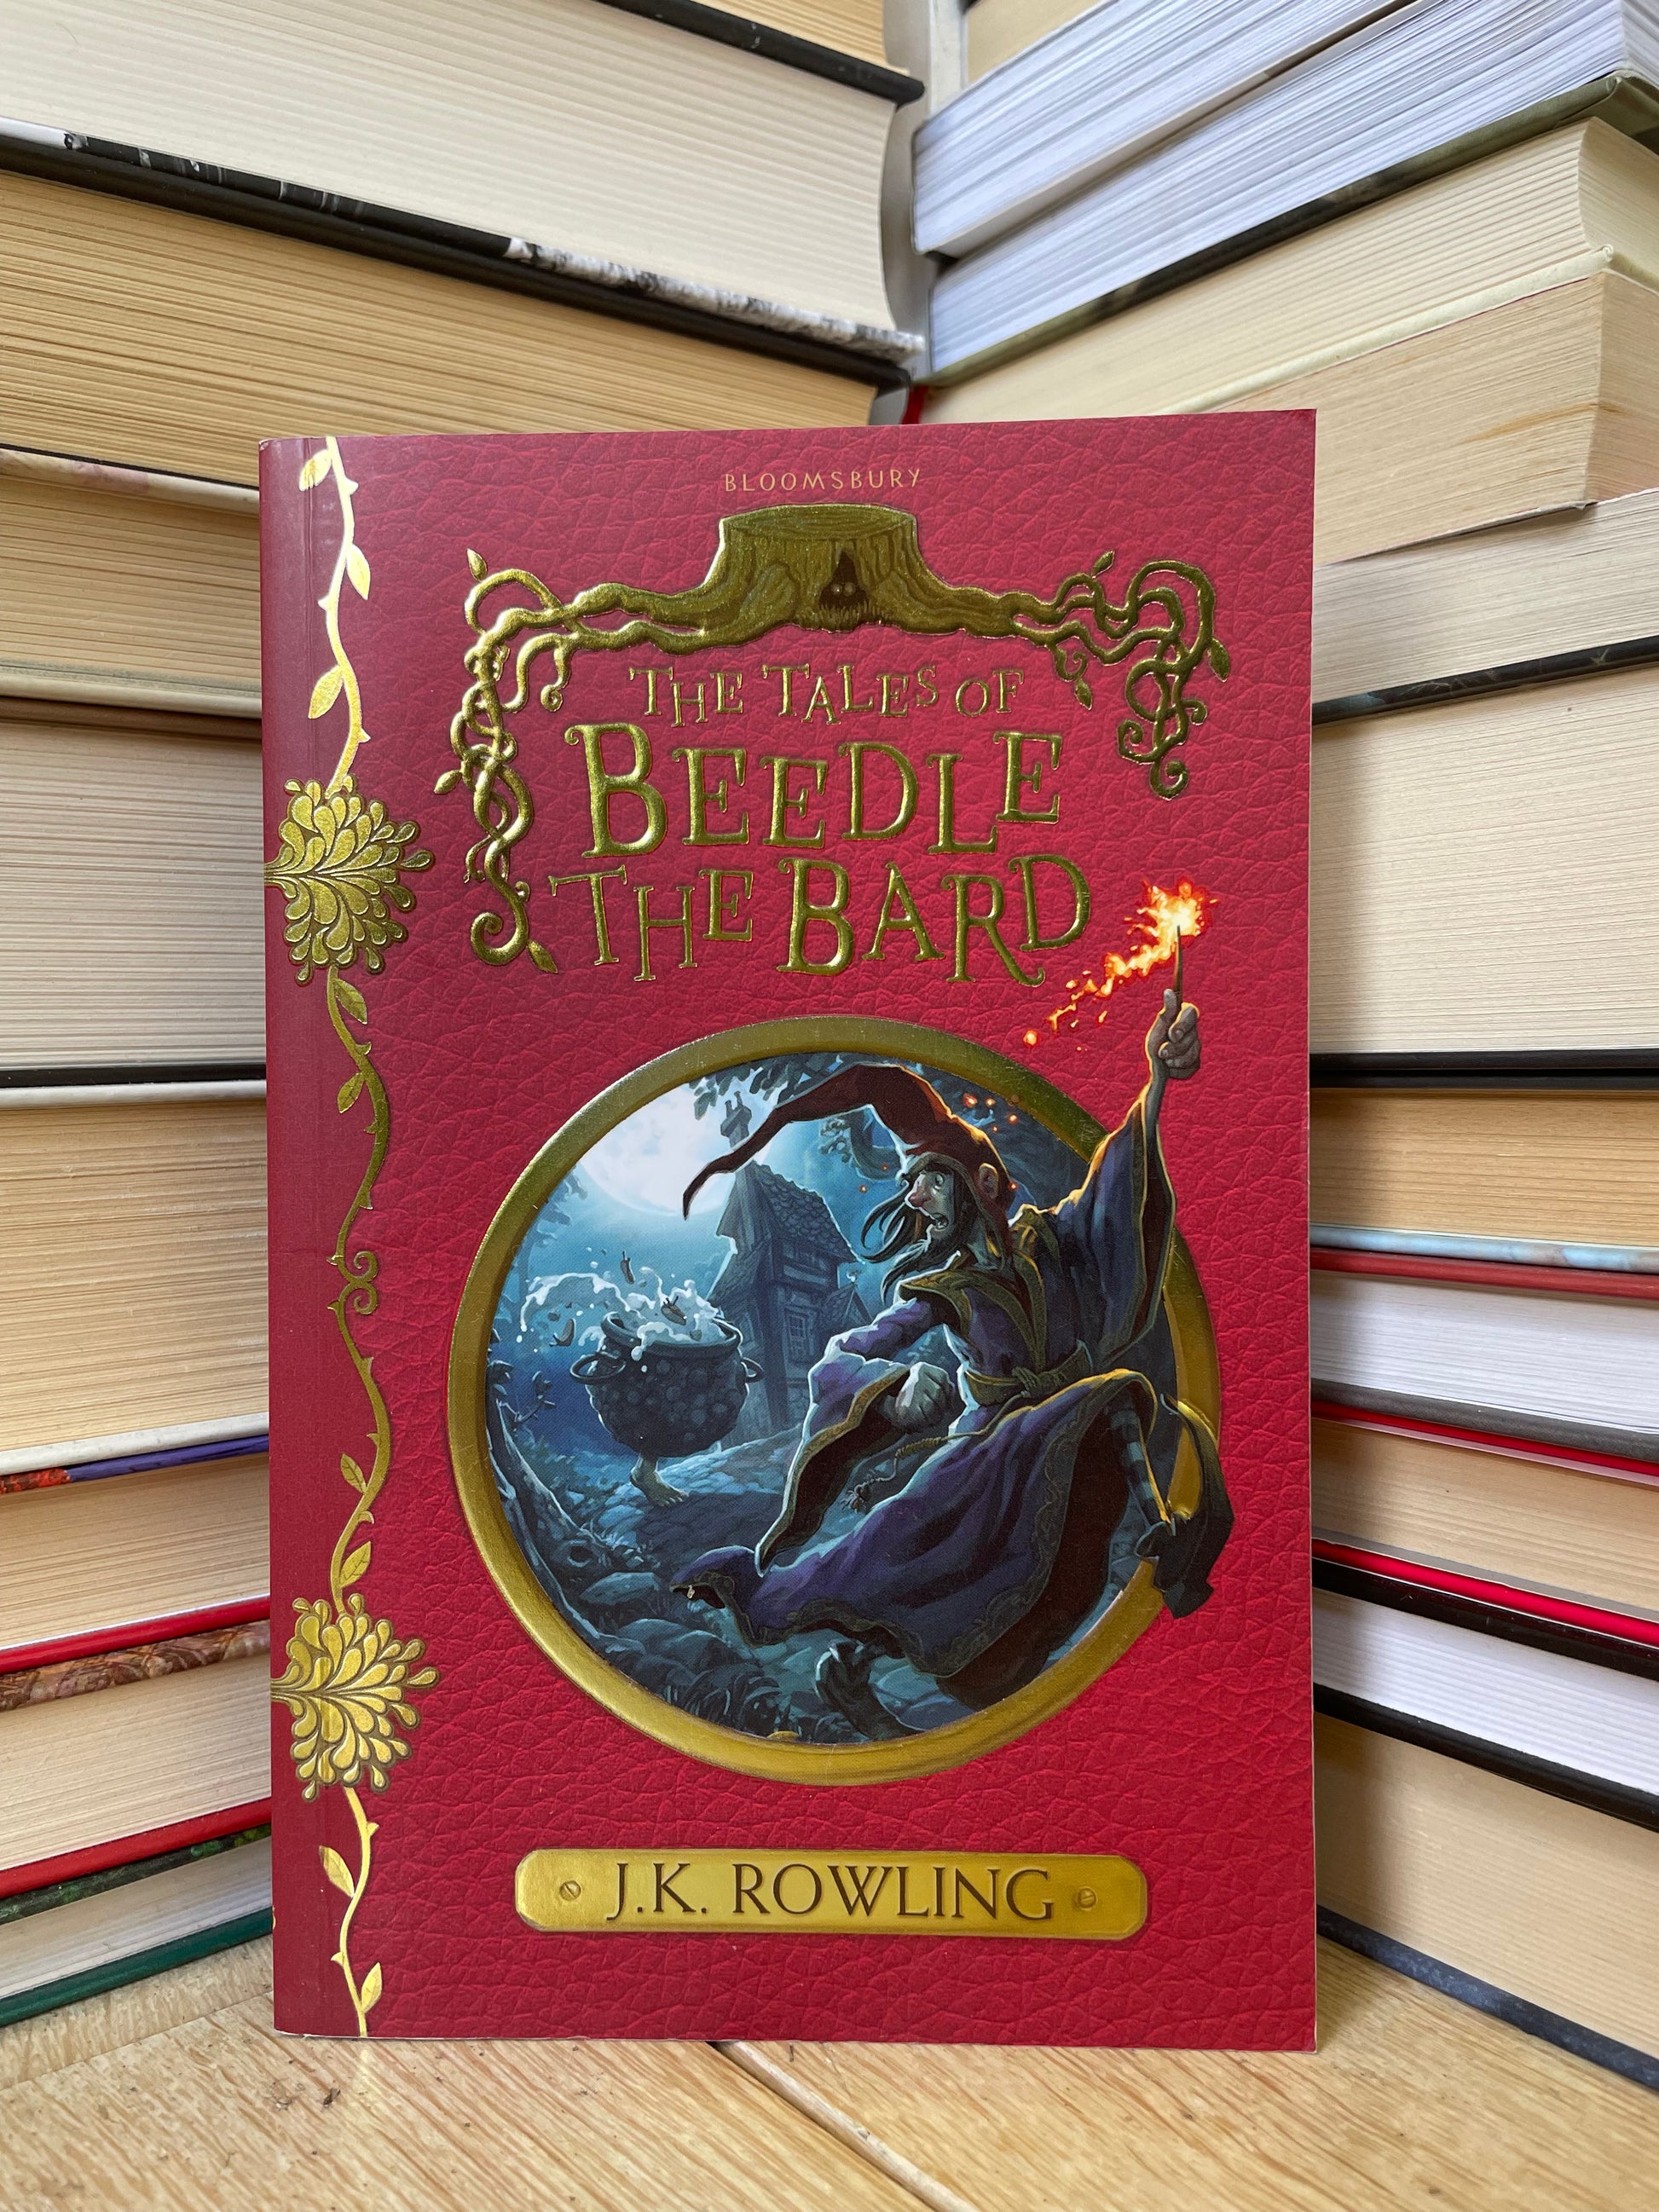 BLOOMSBURY
THE TALES OF
BEEDLE
THE BARD
J.K. ROWLING